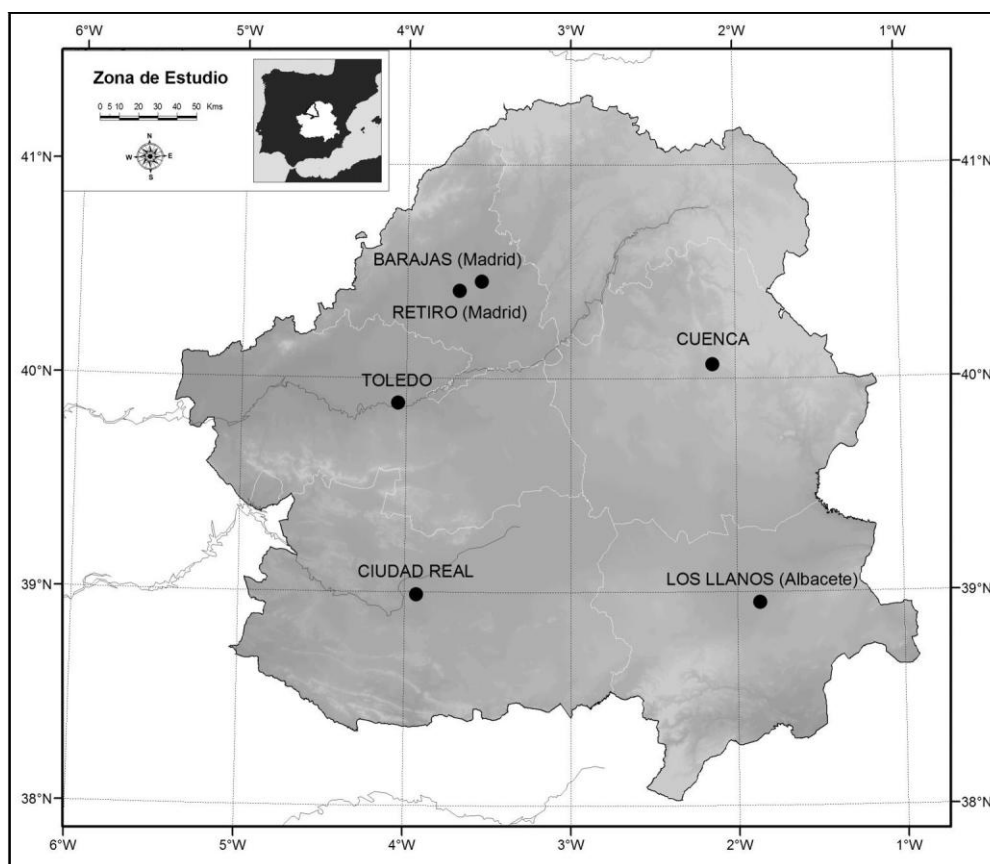 6°W 5°W 4°W 3°W 2°W 1°W
Zona de Estudio
0 5 10 20 30 40 50 Kms
N
W E
S
41°N 41°N
BARAJAS (Madrid)
RETIRO (Madrid)
CUENCA
40°N 40°N
TOLEDO
39°N 39°N
CIUDAD REAL
LOS LLANOS (Albacete)
38°N 38°N
6°W 5°W 4°W 3°W 2°W 1°W